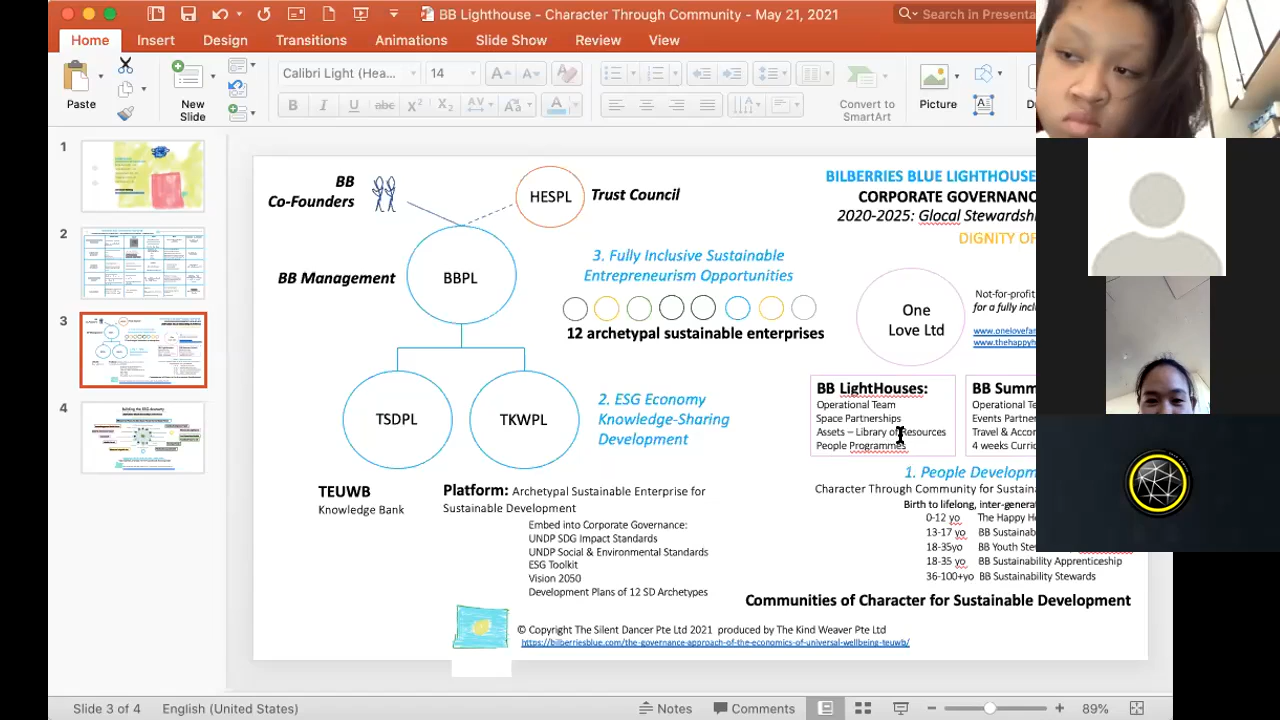 BB Lighthouse - Character Through Community - May 21, 2021
Search in Presenta
Home Insert Design Transitions Animations Slide Show Review View
Paste
New
Slide
Calibri Light (Hea... 14
Convert to
SmartArt
Picture
1
2
3
4
BB
Co-Founders
HESPL
Trust Council
BB Management
BBPL
TSDPL
TKWPL
3. Fully Inclusive Sustainable
Entrepreneurism Opportunities
12 archetypal sustainable enterprises
2. ESG Economy
Knowledge-Sharing
Development
TEUWB
Knowledge Bank
Platform: Archetypal Sustainable Enterprise for
Sustainable Development
Embed into Corporate Governance:
UNDP SDG Impact Standards
UNDP Social & Environmental Standards
ESG Toolkit
Vision 2050
Development Plans of 12 SD Archetypes
BILBERRIES BLUE LIGHTHOUSE
CORPORATE GOVERNANC
2020-2025: Glocal Stewardsh
DIGNITY OF
One
Love Ltd
Not-for-profit
for a fully incl
www.onelovefar
www.thehappyh
BB LightHouses:
Operational Team
Space Partnerships
Assets – Library of Resources
People Programmes
BB Summ
Operational Te
Events Partner
Travel & Accor
4 weeks Curric
1. People Developm
Character Through Community for Sustaina
Birth to lifelong, inter-genera
0-12 yo The Happy He
13-17 yo BB Sustainab
18-35yo BB Youth Ste
18-35 yo BB Sustainability Apprenticeship
36-100+yo BB Sustainability Stewards
Communities of Character for Sustainable Development
© Copyright The Silent Dancer Pte Ltd 2021 produced by The Kind Weaver Pte Ltd
https://bilberriesblue.com/the-governance-approach-of-the-economics-of-universal-wellbeing-teuwb/
Slide 3 of 4 English (United States) Notes Comments 89%